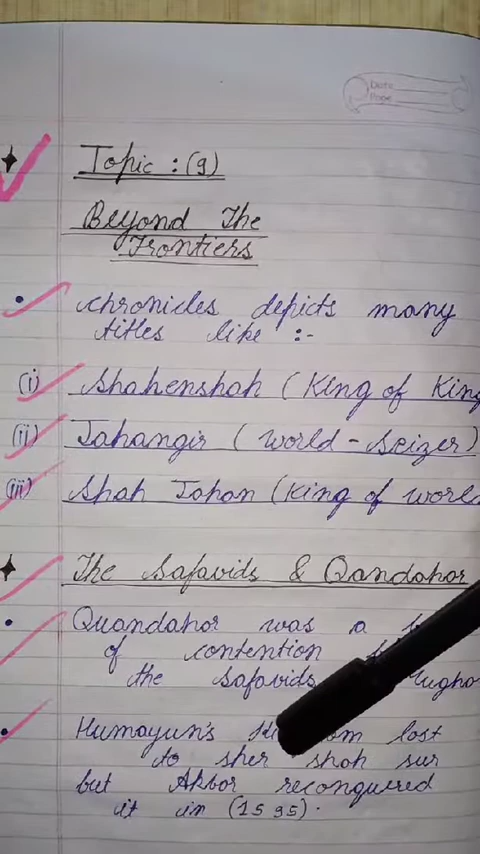 Date
Page
Topic : (9)
Beyond The
Frontiers
• chronicles depicts many
titles like :-
(i) Shahenshah (King of King
(ii) Jahangir (world-seizer)
(iii) Shah Jahan (King of world
The Safavids & Qandahar
• Quandahar was a
of contention
the Safavids
• Humayun's lost
to sher shah sur
but Akbar reconquered
it in (1595).